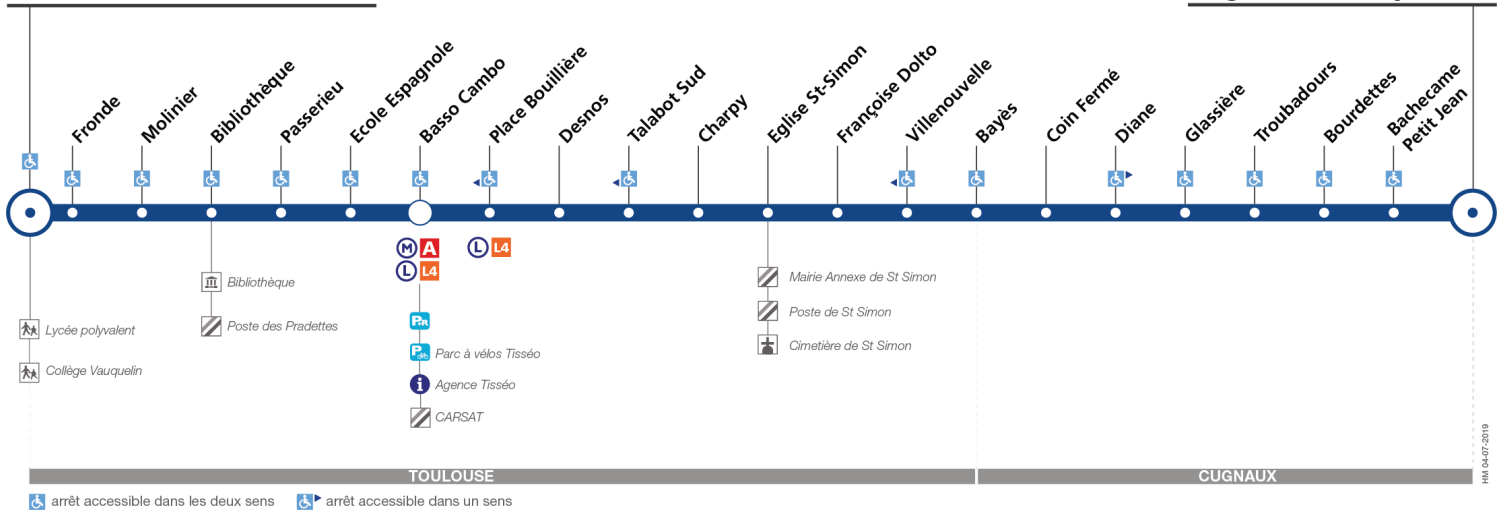 Fronde
Molinier
Bibliothèque
Passerieu
Ecole Espagnole
Basso Cambo
Place Bouillière
Desnos
Talabot Sud
Charpy
Eglise St-Simon
Françoise Dolto
Villenouvelle
Bayès
Coin Fermé
Diane
Glassière
Troubadours
Bourdettes
Bachecame
Petit Jean
M A
L L4
L L4
Bibliothèque
Poste des Pradettes
Lycée polyvalent
Collège Vauquelin
P+R
P
Parc à vélos Tisséo
i Agence Tisséo
CARSAT
Mairie Annexe de St Simon
Poste de St Simon
Cimetière de St Simon
HM 04-07-2019
TOULOUSE
CUGNAUX
arrêt accessible dans les deux sens
arrêt accessible dans un sens